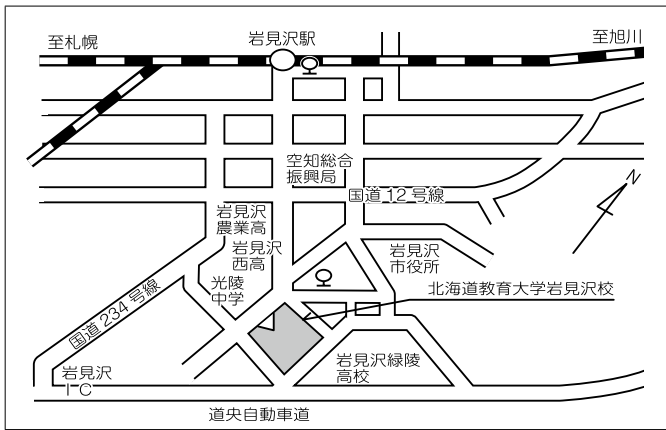 至札幌
岩見沢駅
至旭川
空知総合
振興局
国道12号線
岩見沢
農業高
岩見沢
西高
岩見沢
市役所
光陵
中学
北海道教育大学岩見沢校
国道234号線
岩見沢緑陵
高校
岩見沢
IC
道央自動車道
N